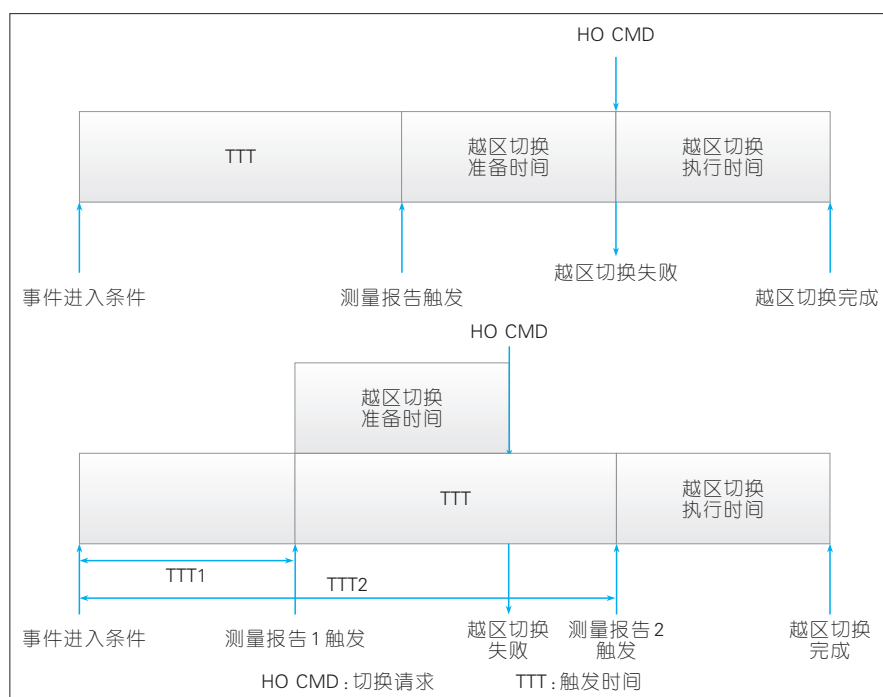 HO CMD
TTT
越区切换
准备时间
越区切换
执行时间
事件进入条件
测量报告触发
越区切换失败
越区切换完成
HO CMD
越区切换
准备时间
TTT
越区切换
执行时间
TTT1
TTT2
事件进入条件
测量报告1触发
越区切换
失败
测量报告2
触发
越区切换
完成
HO CMD:切换请求
TTT:触发时间